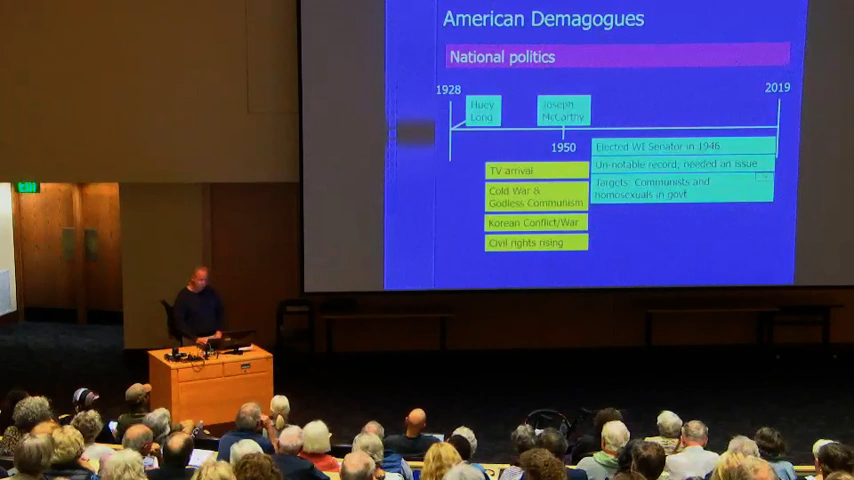 American Demagogues
National politics
1928
2019
Huey
Long
Joseph
McCarthy
1950
Elected WI Senator in 1946
Un-notable record, needed an issue
Targets: Communists and
homosexuals in govt
TV arrival
Cold War &
Godless Communism
Korean Conflict/War
Civil rights rising
EXIT